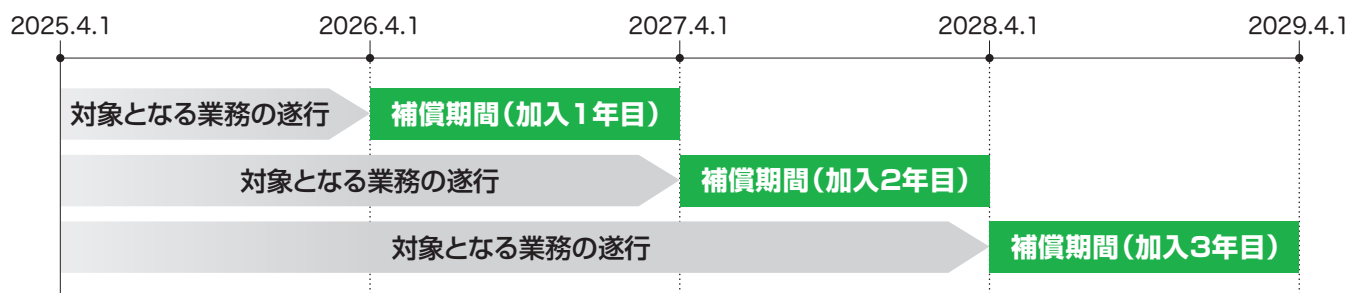 2025.4.1 2026.4.1 2027.4.1 2028.4.1 2029.4.1
対象となる業務の遂行 補償期間(加入1年目)
対象となる業務の遂行 補償期間(加入2年目)
対象となる業務の遂行 補償期間(加入3年目)